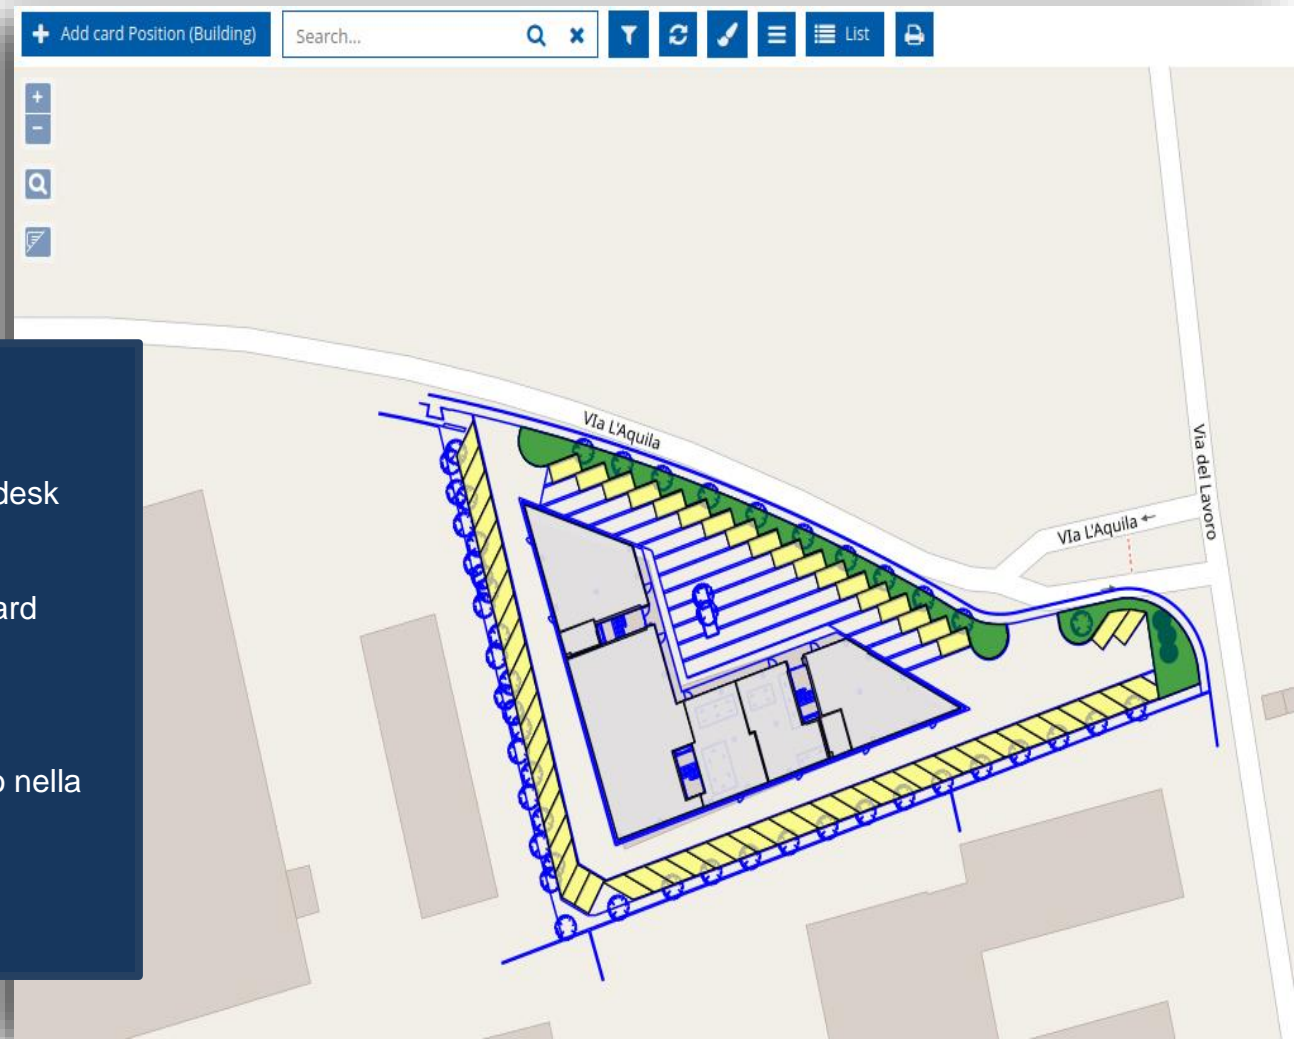 Add card Position (Building)
Search...
List
VIa L'Aquila
Via del Lavoro
VIa L'Aquila
desk
ard
o nella